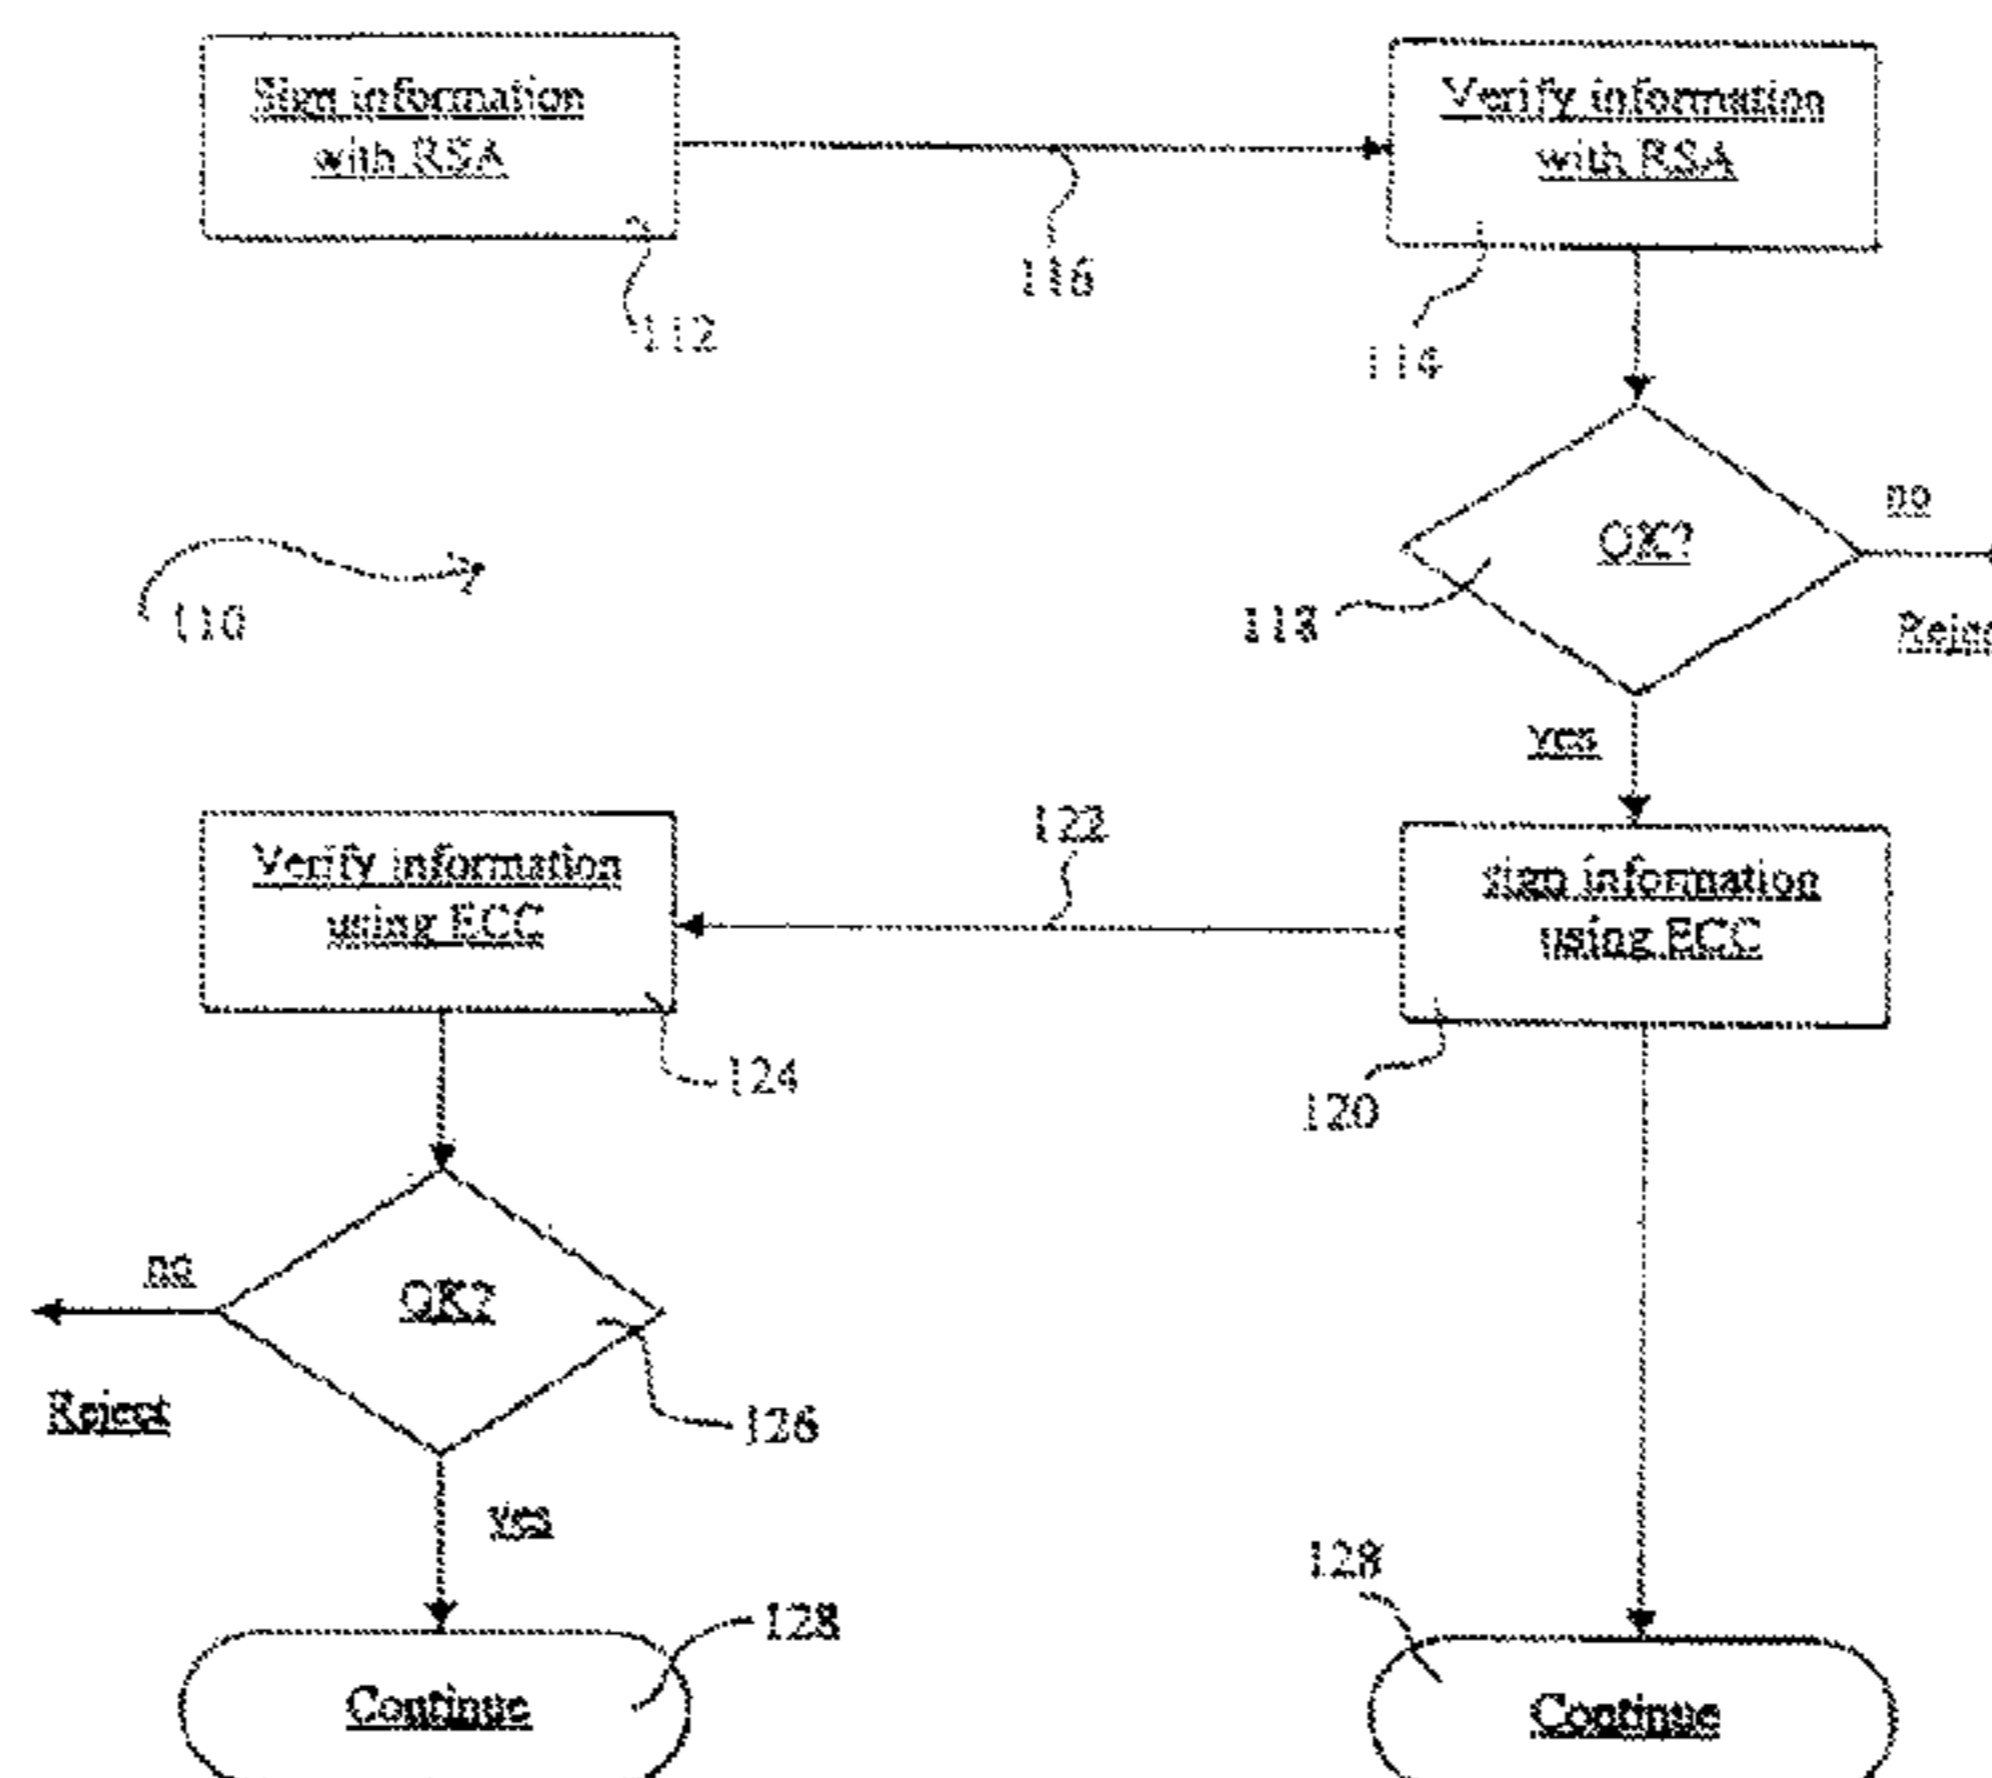 Sign information
with RSA
Verify information
with RSA
116
112
114
no
OK?
110
118
yes
122
Verify information
using ECC
sign information
using ECC
124
120
no
OK?
Reject
126
yes
128
128
Continue
Continue